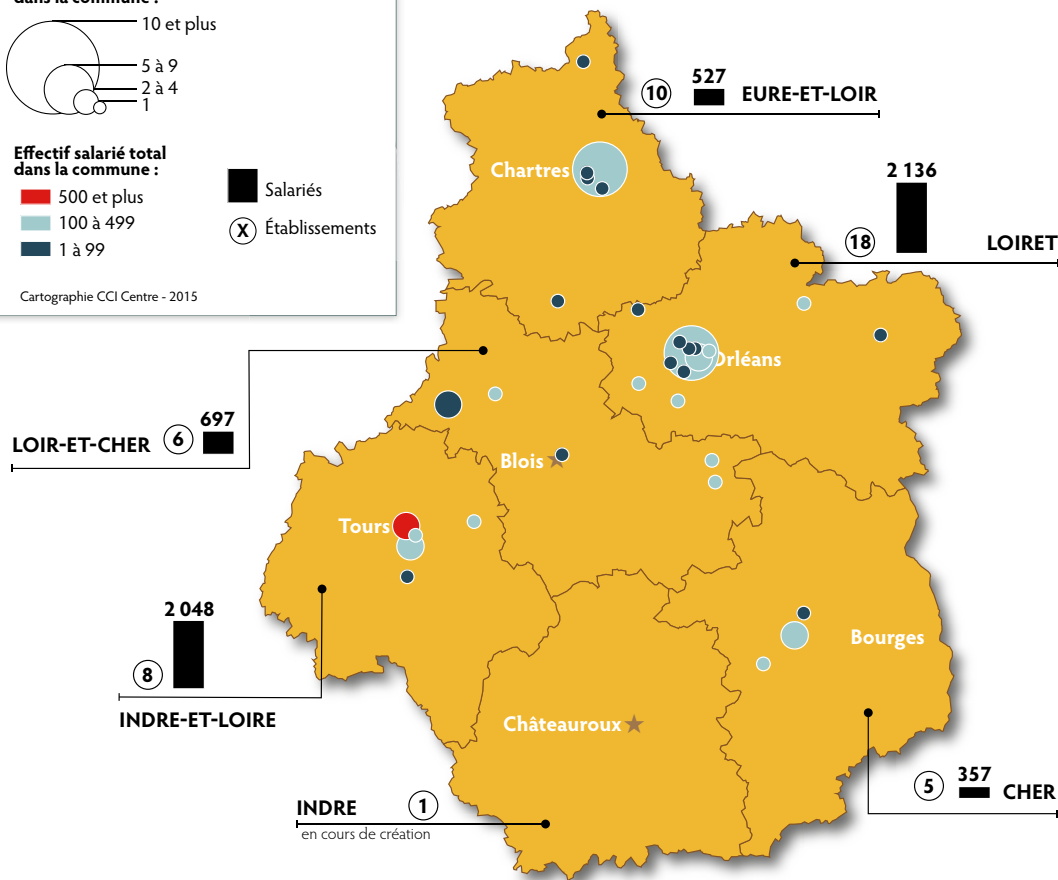 dans la commune :
10 et plus
5 à 9
2 à 4
1
Effectif salarié total
dans la commune :
500 et plus
100 à 499
1 à 99
Salariés
X Établissements
Cartographie CCI Centre - 2015
10 527 EURE-ET-LOIR
Chartres
2 136
18 LOIRET
Orléans
LOIR-ET-CHER 6 697
Blois
Tours
2 048
8
INDRE-ET-LOIRE
Bourges
Châteauroux
5 357 CHER
INDRE 1
en cours de création